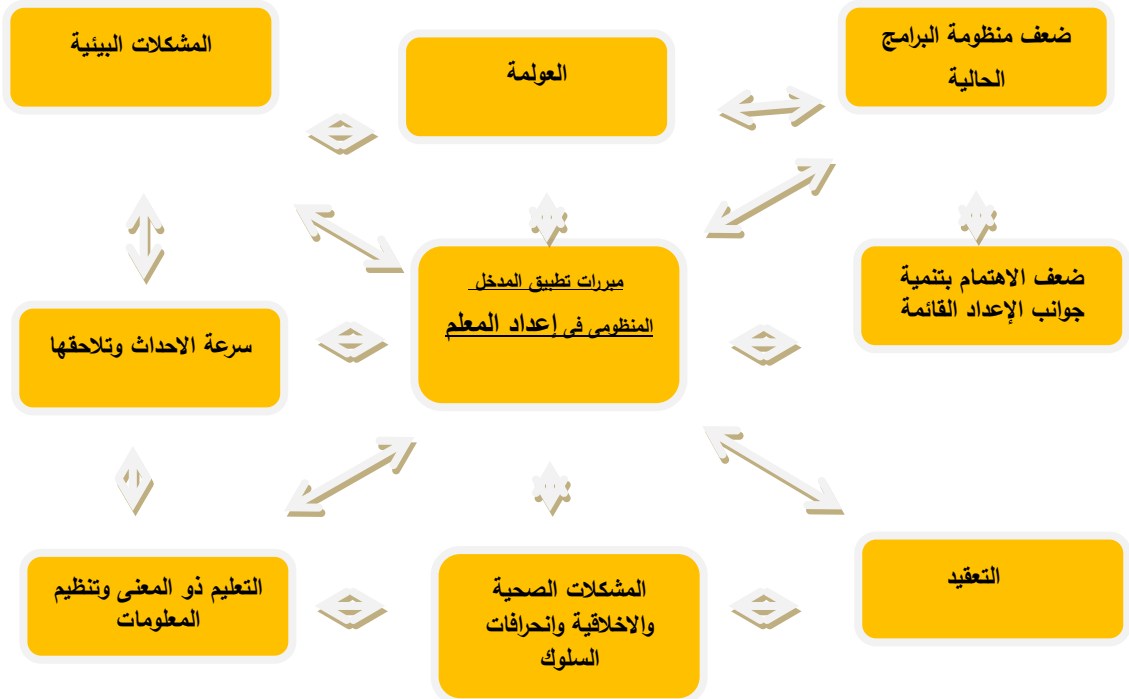 ضعف منظومة البرامج
الحالية
العولمة
المشكلات البيئية
ضعف الاهتمام بتنمية
جوانب الإعداد القائمة
مبررات تطبيق المدخل
المنظومى فى إعداد المعلم
سرعة الاحداث وتلاحقها
التعقيد
المشكلات الصحية
والاخلاقية وانحرافات
السلوك
التعليم ذو المعنى وتنظيم
المعلومات